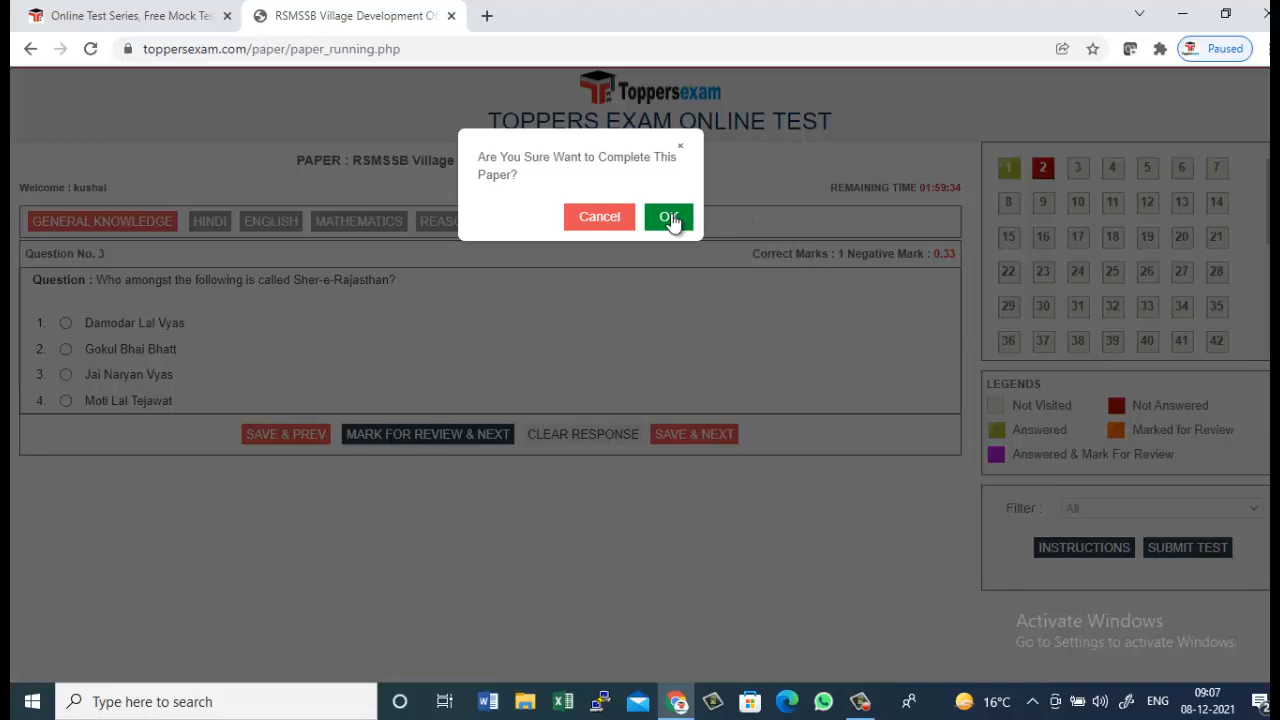 Online Test Series, Free Mock Tes
RSMSSB Village Development Of
toppersexam.com/paper/paper_running.php
Paused
Toppersexam
TOPPERS EXAM ONLINE TEST
Are You Sure Want to Complete This
Paper?
Cancel
PAPER : RSMSSB Village
Welcome : kushal
REMAINING TIME 01:59:34
GENERAL KNOWLEDGE HINDI ENGLISH MATHEMATICS
Question No. 3
Correct Marks : 1 Negative Mark : 0.33
Question : Who amongst the following is called Sher-e-Rajasthan?
1. Damodar Lal Vyas
2. Gokul Bhai Bhatt
3. Jai Naryan Vyas
4. Moti Lal Tejawat
SAVE & PREV MARK FOR REVIEW & NEXT CLEAR RESPONSE SAVE & NEXT
1 2 3 4 5 6 7
8 9 10 11 12 13 14
15 16 17 18 19 20 21
22 23 24 25 26 27 28
29 30 31 32 33 34 35
36 37 38 39 40 41 42
LEGENDS
Not Visited Not Answered
Answered Marked for Review
Answered & Mark For Review
Filter : All
INSTRUCTIONS SUBMIT TEST
Activate Windows
Go to Settings to activate Windows.
Type here to search
16°C
ENG
09:07
08-12-2021
2